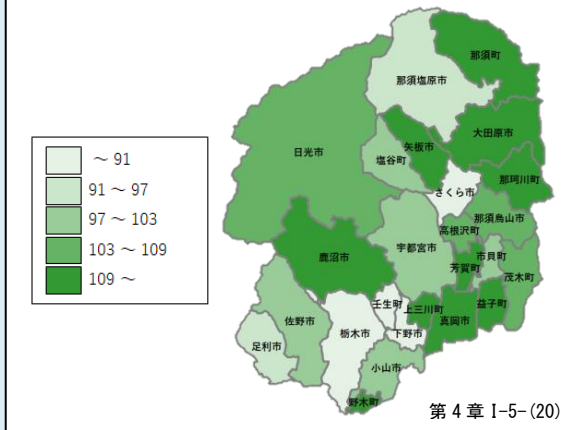 ～ 91
91 ～ 97
97 ～ 103
103 ～ 109
109 ～
那須町
那須塩原市
大田原市
日光市
矢板市
塩谷町
那珂川町
さくら市
那須烏山市
高根沢町
宇都宮市
市貝町
鹿沼市
芳賀町
茂木町
壬生町
上三川町
益子町
真岡市
佐野市
栃木市
下野市
足利市
小山市
野木町
第４章 Ⅰ-5-(20)